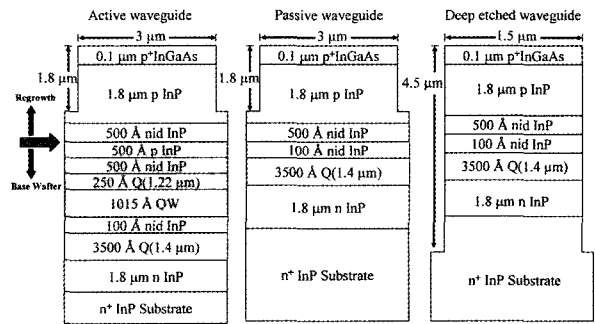 Active waveguide
3 µm
1.8 µm
0.1 µm p⁺InGaAs
1.8 µm p InP
Regrowth
Base Wafter
500 Å nid InP
500 Å p InP
500 Å nid InP
250 Å Q(1.22 µm)
1015 Å QW
100 Å nid InP
3500 Å Q(1.4 µm)
1.8 µm n InP
n⁺ InP Substrate
Passive waveguide
3 µm
1.8 µm
0.1 µm p⁺InGaAs
1.8 µm p InP
500 Å nid InP
100 Å nid InP
3500 Å Q(1.4 µm)
1.8 µm n InP
n⁺ InP Substrate
Deep etched waveguide
1.5 µm
4.5 µm
0.1 µm p⁺InGaAs
1.8 µm p InP
500 Å nid InP
100 Å nid InP
3500 Å Q(1.4 µm)
1.8 µm n InP
n⁺ InP Substrate